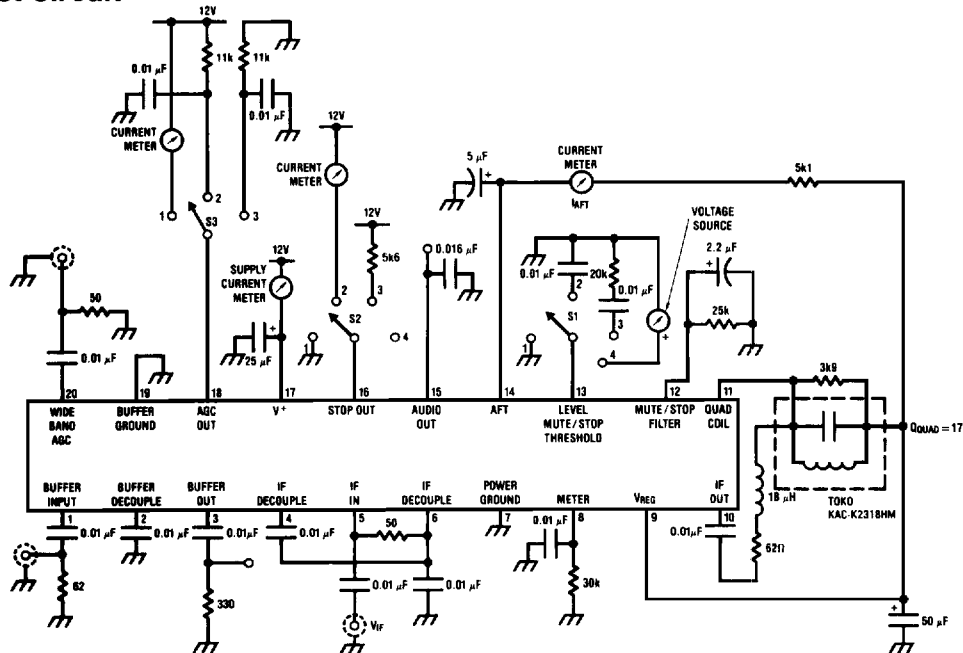 12V
11k
11k
0.01 μF
0.01 μF
CURRENT
METER
1
2
S3
3
12V
CURRENT
METER
12V
5k6
2
3
S2
1
4
12V
SUPPLY
CURRENT
METER
25 μF
50
0.01 μF
0.016 μF
5 μF
+
CURRENT
METER
IAFT
5k1
VOLTAGE
SOURCE
0.01 μF
20k
0.01 μF
2
S1
3
1
4
+
2.2 μF
+
25k
3k9
QQUAD = 17
TOKO
KAC-K2318HM
18 μH
62Ω
20
19
18
17
16
15
14
13
12
11
WIDE
BAND
AGC
BUFFER
GROUND
AGC
OUT
V+
STOP OUT
AUDIO
OUT
AFT
LEVEL
MUTE/STOP
THRESHOLD
MUTE/STOP
FILTER
QUAD
COIL
BUFFER
INPUT
BUFFER
DECOUPLE
BUFFER
OUT
IF
DECOUPLE
IF
IN
IF
DECOUPLE
POWER
GROUND
METER
VREG
IF
OUT
1
2
3
4
5
6
7
8
9
10
0.01 μF
0.01 μF
0.01μF
0.01 μF
50
0.01 μF
0.01 μF
0.01 μF
0.01μF
62
330
VIF
30k
+
50 μF